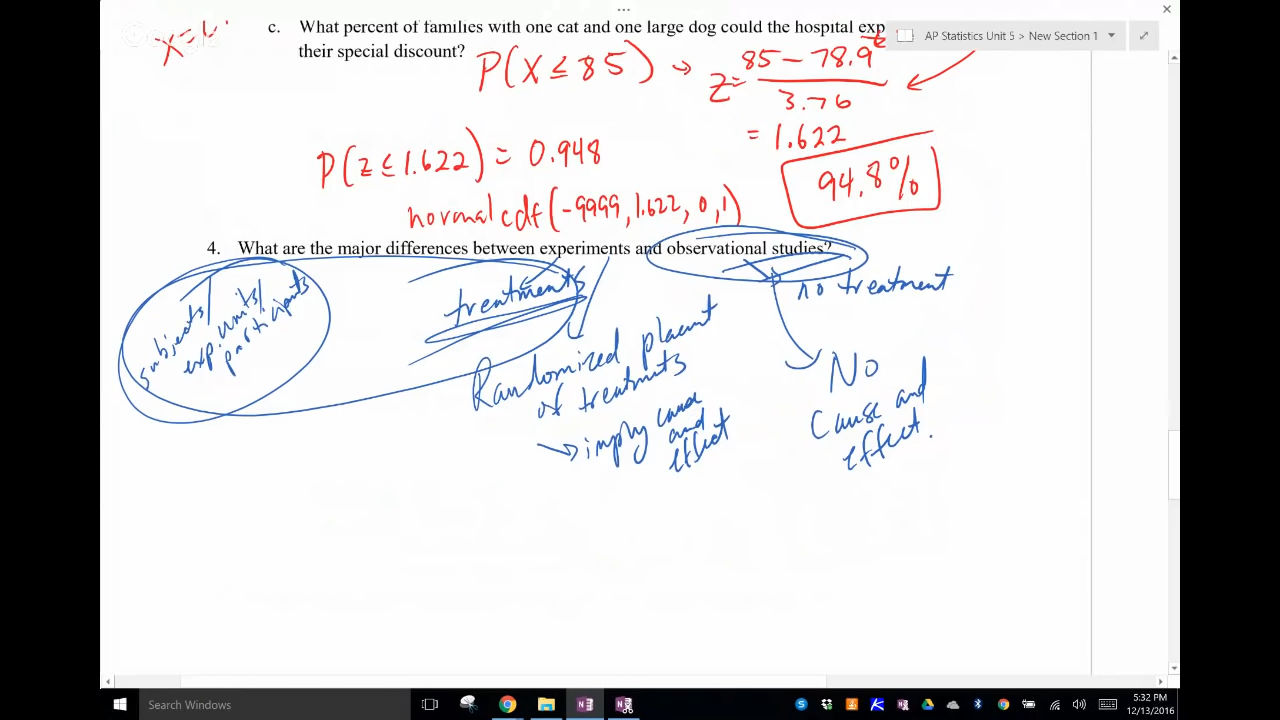 c. What percent of families with one cat and one large dog could the hospital exp
AP Statistics Unit 5 > New Section 1
their special discount?
P(X ≤ 85) → z = 85 - 78.9 / 3.76
= 1.622
P(z ≤ 1.622) = 0.948
94.8%
normalcdf(-9999, 1.622, 0, 1)
4. What are the major differences between experiments and observational studies?
subjects/
exp. units/
participants
treatments
no treatment
Randomized placmt
of treatments
→ imply cause
and
effect
No
Cause and
effect.
Search Windows
5:32 PM
12/13/2016